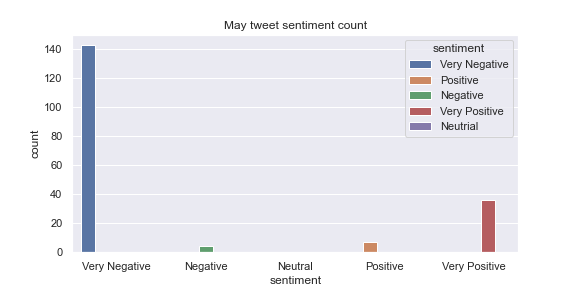 May tweet sentiment count
sentiment
Very Negative
Positive
Negative
Very Positive
Neutrial
count
140
120
100
80
60
40
20
0
Very Negative Negative Neutral Positive Very Positive
sentiment